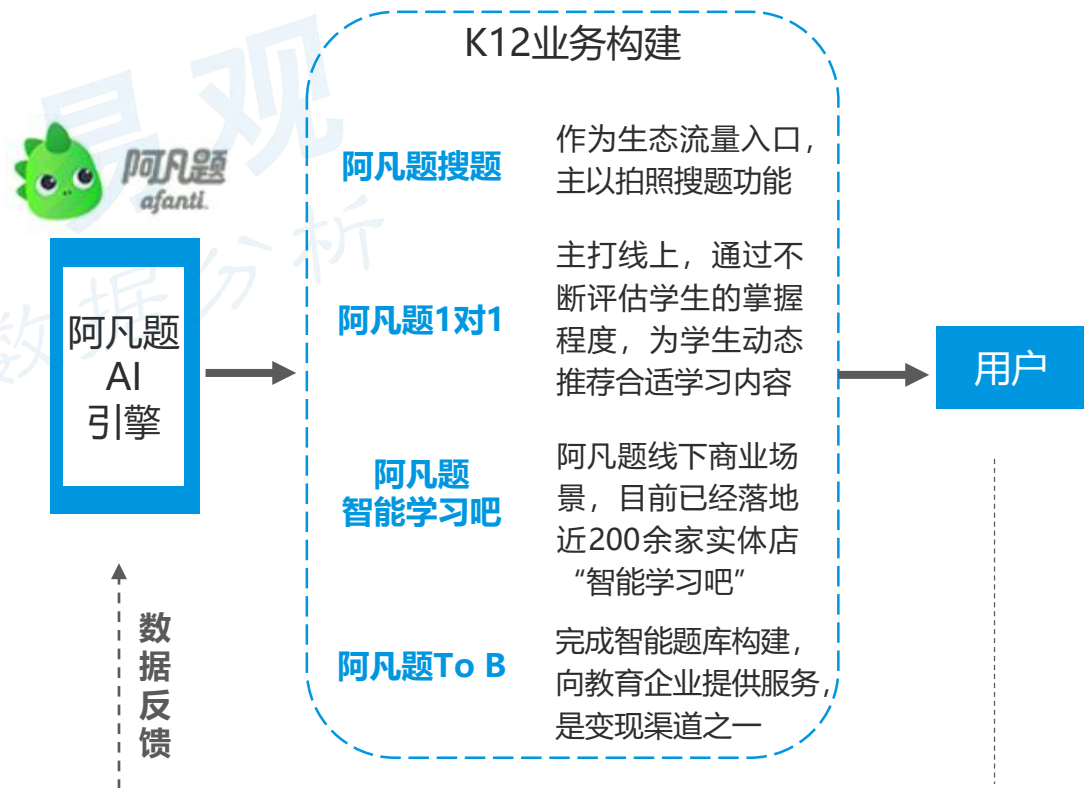 K12业务构建
易观
数据分析
阿凡题
afanti.
阿凡题搜题
作为生态流量入口，
主以拍照搜题功能
阿凡题
AI
引擎
阿凡题1对1
主打线上，通过不
断评估学生的掌握
程度，为学生动态
推荐合适学习内容
用户
阿凡题
智能学习吧
阿凡题线下商业场
景，目前已经落地
近200余家实体店
“智能学习吧”
阿凡题To B
完成智能题库构建，
向教育企业提供服务，
是变现渠道之一
数据反馈